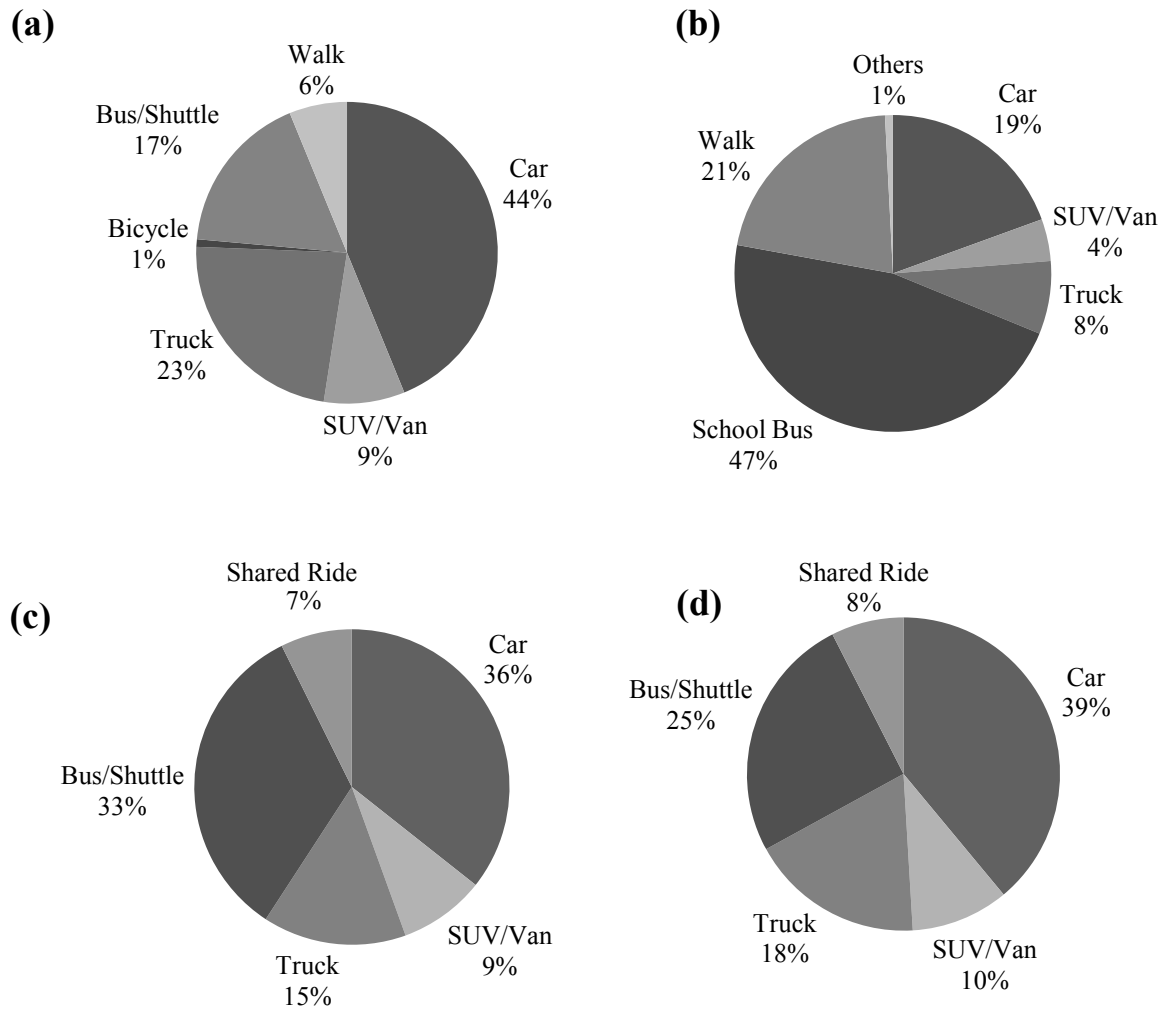 (a)
Walk
6%
Bus/Shuttle
17%
Car
44%
Bicycle
1%
Truck
23%
SUV/Van
9%
(b)
Others
1%
Car
19%
Walk
21%
SUV/Van
4%
Truck
8%
School Bus
47%
(c)
Shared Ride
7%
Car
36%
Bus/Shuttle
33%
SUV/Van
9%
Truck
15%
(d)
Shared Ride
8%
Car
39%
Bus/Shuttle
25%
Truck
18%
SUV/Van
10%